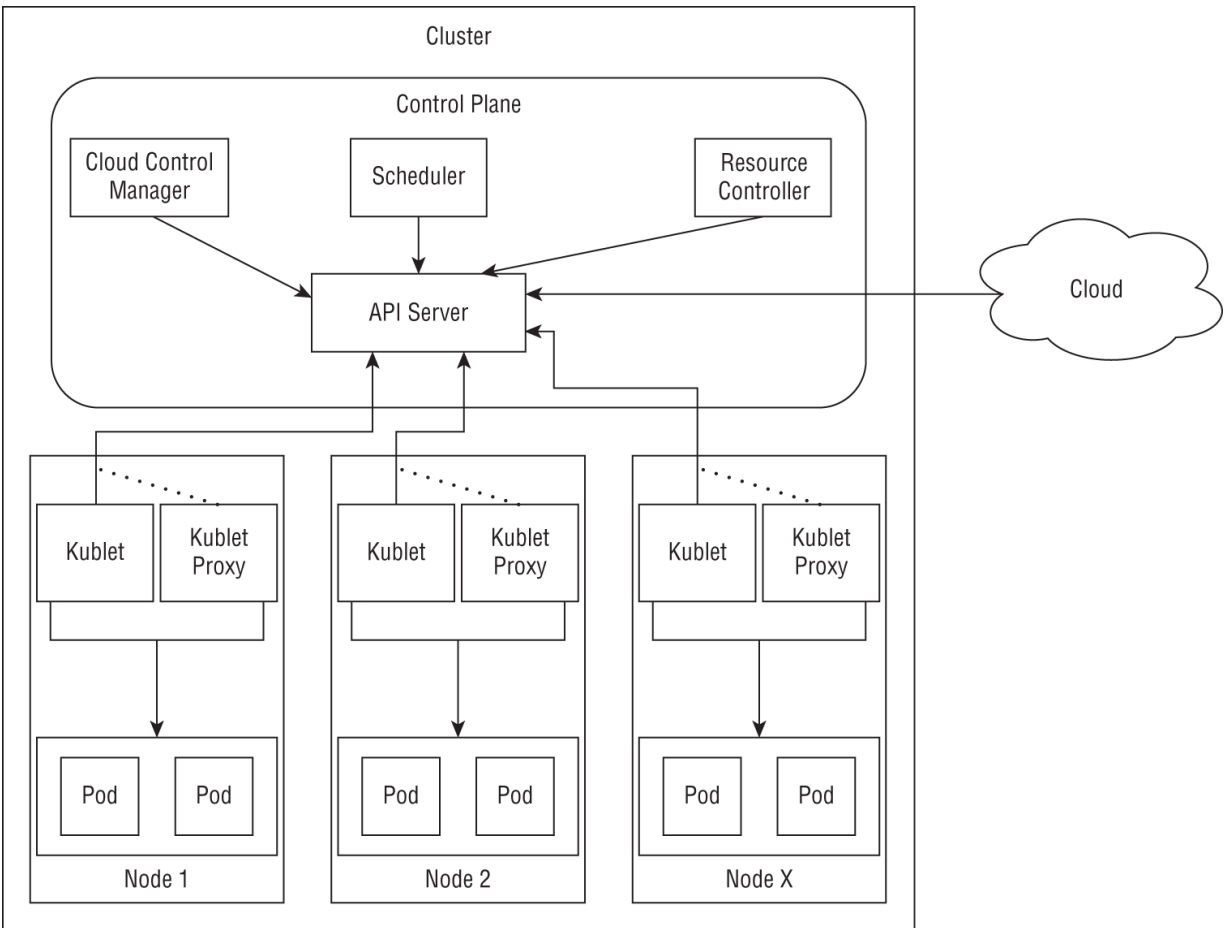 Cluster
Control Plane
Cloud Control
Manager
Scheduler
Resource
Controller
API Server
Cloud
Kublet
Kublet
Proxy
Kublet
Kublet
Proxy
Kublet
Kublet
Proxy
Pod
Pod
Pod
Pod
Pod
Pod
Node 1
Node 2
Node X